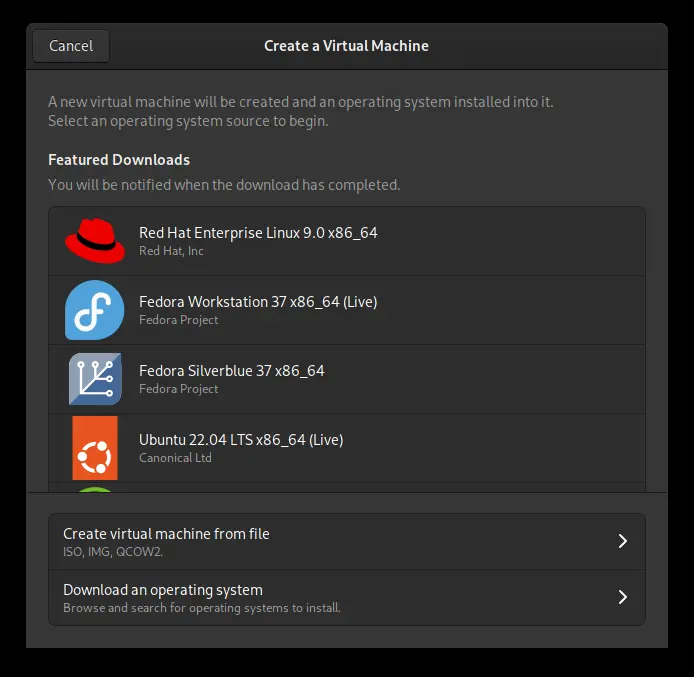 Cancel
Create a Virtual Machine
A new virtual machine will be created and an operating system installed into it.
Select an operating system source to begin.
Featured Downloads
You will be notified when the download has completed.
Red Hat Enterprise Linux 9.0 x86_64
Red Hat, Inc
Fedora Workstation 37 x86_64 (Live)
Fedora Project
Fedora Silverblue 37 x86_64
Fedora Project
Ubuntu 22.04 LTS x86_64 (Live)
Canonical Ltd
Create virtual machine from file
ISO, IMG, QCOW2.
Download an operating system
Browse and search for operating systems to install.